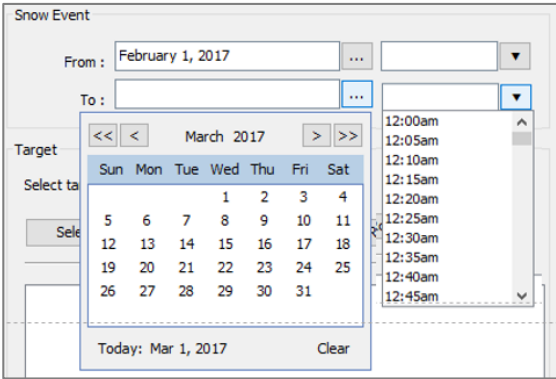 Snow Event
From : February 1, 2017 ... ▼
To : ... ▼
<< < March 2017 > >>
Sun Mon Tue Wed Thu Fri Sat
1 2 3 4
5 6 7 8 9 10 11
12 13 14 15 16 17 18
19 20 21 22 23 24 25
26 27 28 29 30 31
Today: Mar 1, 2017 Clear
12:00am
12:05am
12:10am
12:15am
12:20am
12:25am
12:30am
12:35am
12:40am
12:45am
Target
Select ta
Sele